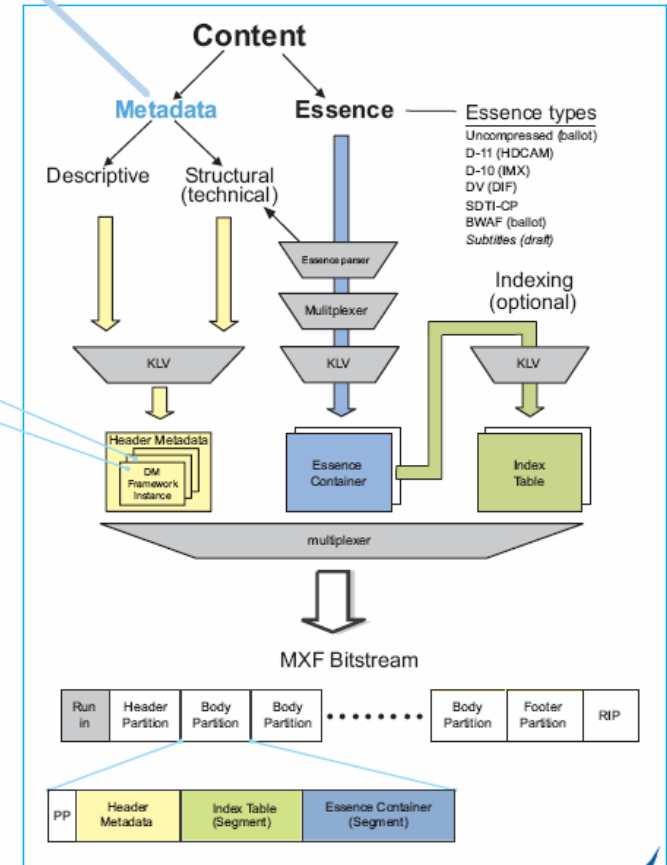 Content
Metadata
Essence
Essence types
Uncompressed (ballot)
D-11 (HDCAM)
D-10 (IMX)
DV (DIF)
SDTI-CP
BWAF (ballot)
Subtitles (draft)
Descriptive
Structural
(technical)
Essence parser
Mulitplexer
Indexing
(optional)
KLV
KLV
KLV
Header Metadata
DM
Framework
Instance
Essence
Container
Index
Table
multiplexer
MXF Bitstream
Run
in
Header
Partition
Body
Partition
Body
Partition
Body
Partition
Footer
Partition
RIP
PP
Header
Metadata
Index Table
(Segment)
Essence Container
(Segment)